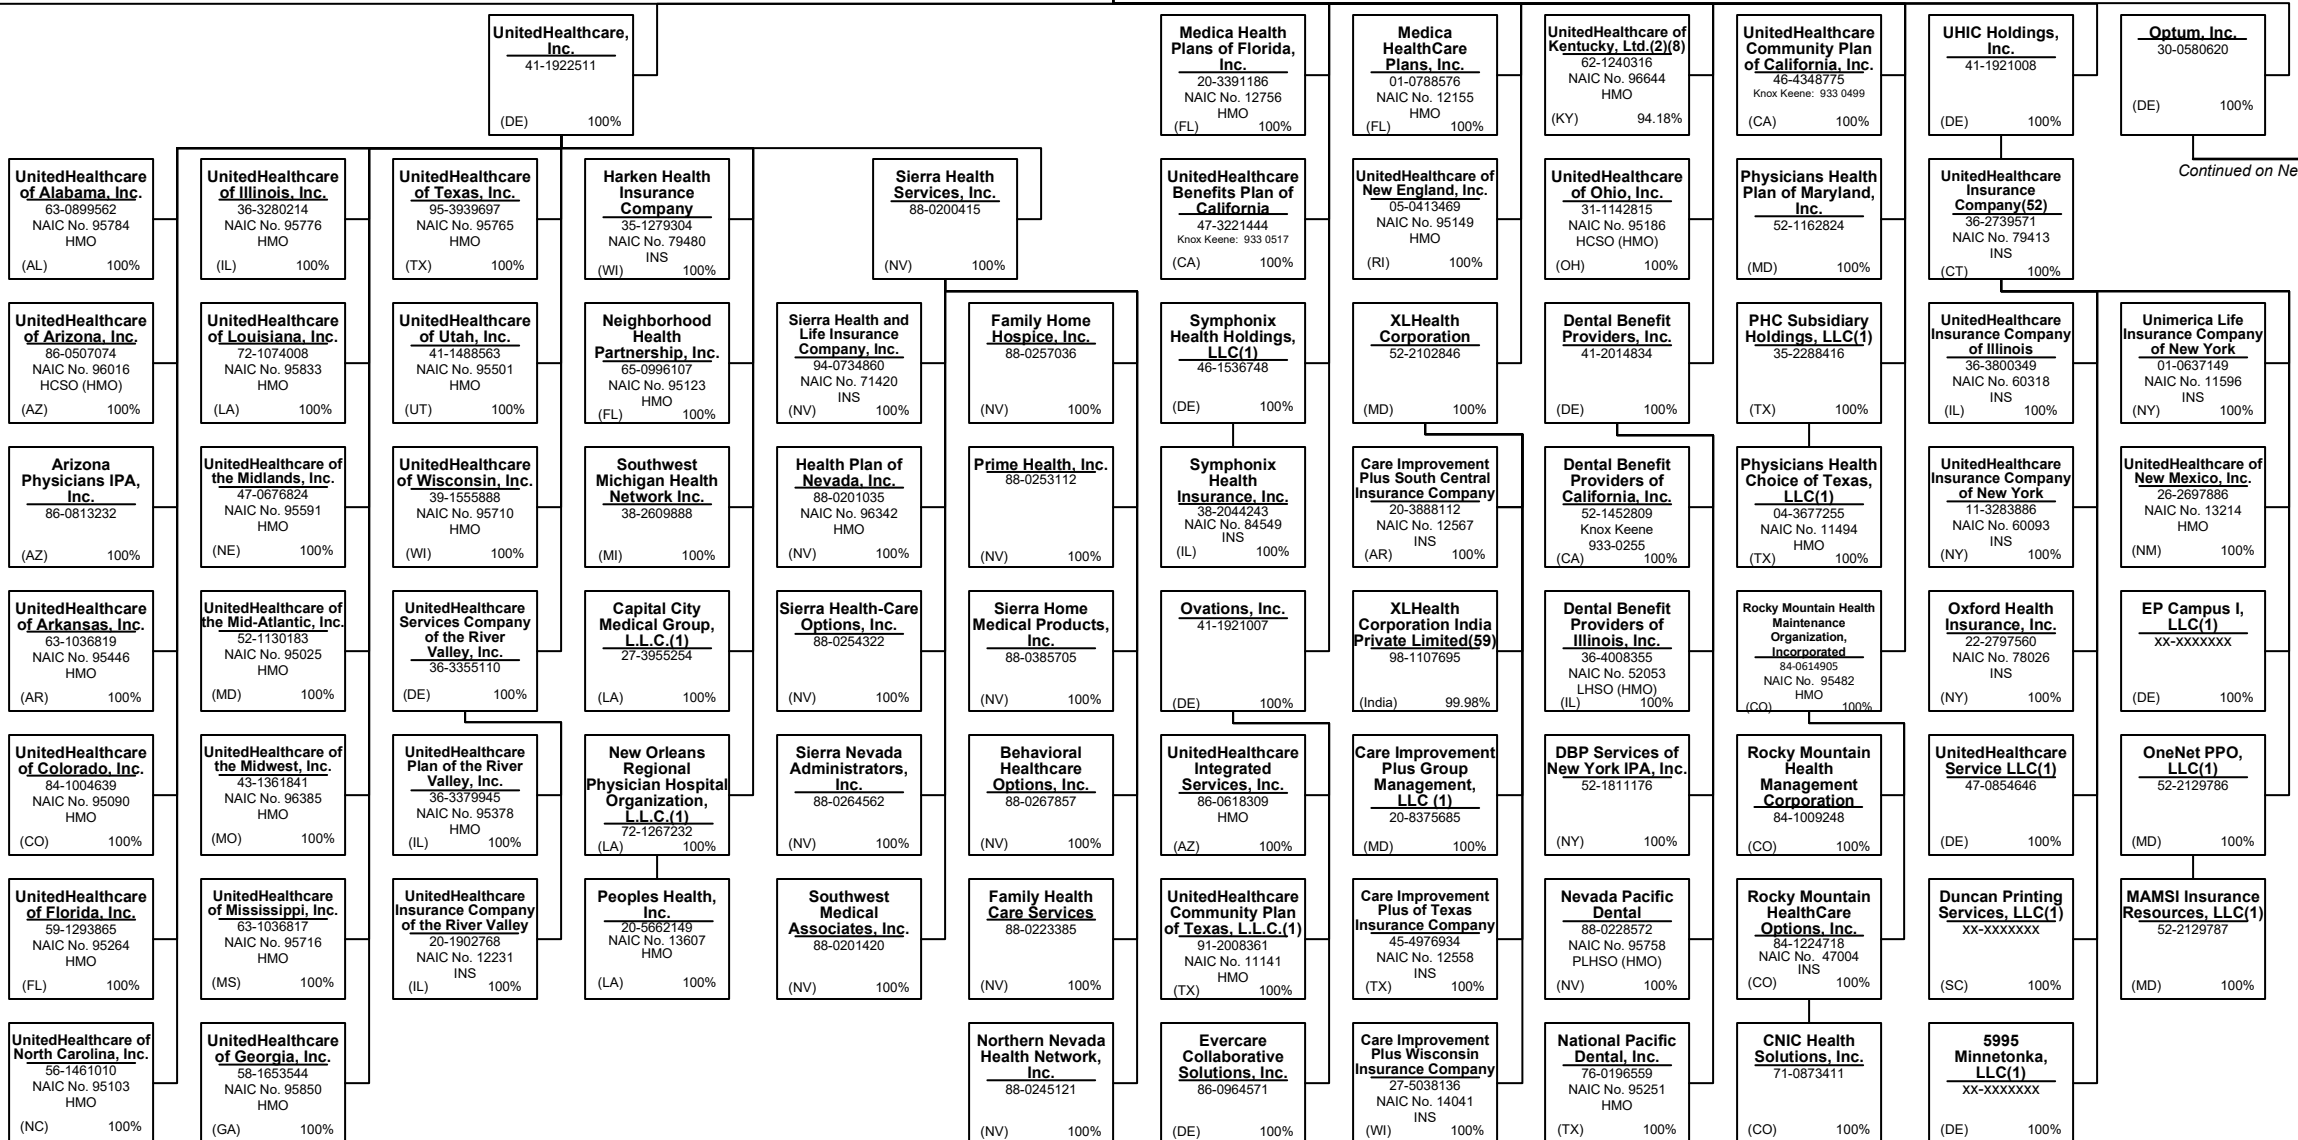 UnitedHealthcare,
Inc.
41-1922511
(DE) 100%
Medica Health
Plans of Florida,
Inc.
20-3391186
NAIC No. 12756
HMO
(FL) 100%
Medica
HealthCare
Plans, Inc.
01-0788576
NAIC No. 12155
HMO
(FL) 100%
UnitedHealthcare of
Kentucky, Ltd.(2)(8)
62-1240316
NAIC No. 96644
HMO
(KY) 94.18%
UnitedHealthcare
Community Plan
of California, Inc.
46-4348775
Knox Keene: 933 0499
(CA) 100%
UHIC Holdings,
Inc.
41-1921008
(DE) 100%
Optum, Inc.
30-0580620
(DE) 100%
Continued on Ne
UnitedHealthcare
of Alabama, Inc.
63-0899562
NAIC No. 95784
HMO
(AL) 100%
UnitedHealthcare
of Illinois, Inc.
36-3280214
NAIC No. 95776
HMO
(IL) 100%
UnitedHealthcare
of Texas, Inc.
95-3939697
NAIC No. 95765
HMO
(TX) 100%
Harken Health
Insurance
Company
35-1279304
NAIC No. 79480
INS
(WI) 100%
Sierra Health
Services, Inc.
88-0200415
(NV) 100%
UnitedHealthcare
Benefits Plan of
California
47-3221444
Knox Keene: 933 0517
(CA) 100%
UnitedHealthcare of
New England, Inc.
05-0413469
NAIC No. 95149
HMO
(RI) 100%
UnitedHealthcare
of Ohio, Inc.
31-1142815
NAIC No. 95186
HCSO (HMO)
(OH) 100%
Physicians Health
Plan of Maryland,
Inc.
52-1162824
(MD) 100%
UnitedHealthcare
Insurance
Company(52)
36-2739571
NAIC No. 79413
INS
(CT) 100%
UnitedHealthcare
of Arizona, Inc.
86-0507074
NAIC No. 96016
HCSO (HMO)
(AZ) 100%
UnitedHealthcare
of Louisiana, Inc.
72-1074008
NAIC No. 95833
HMO
(LA) 100%
UnitedHealthcare
of Utah, Inc.
41-1488563
NAIC No. 95501
HMO
(UT) 100%
Neighborhood
Health
Partnership, Inc.
65-0996107
NAIC No. 95123
HMO
(FL) 100%
Sierra Health and
Life Insurance
Company, Inc.
94-0734860
NAIC No. 71420
INS
(NV) 100%
Family Home
Hospice, Inc.
88-0257036
(NV) 100%
Symphonix
Health Holdings,
LLC(1)
46-1536748
(DE) 100%
XLHealth
Corporation
52-2102846
(MD) 100%
Dental Benefit
Providers, Inc.
41-2014834
(DE) 100%
PHC Subsidiary
Holdings, LLC(1)
35-2288416
(TX) 100%
UnitedHealthcare
Insurance Company
of Illinois
36-3800349
NAIC No. 60318
INS
(IL) 100%
Unimerica Life
Insurance Company
of New York
01-0637149
NAIC No. 11596
INS
(NY) 100%
Arizona
Physicians IPA,
Inc.
86-0813232
(AZ) 100%
UnitedHealthcare of
the Midlands, Inc.
47-0676824
NAIC No. 95591
HMO
(NE) 100%
UnitedHealthcare
of Wisconsin, Inc.
39-1555888
NAIC No. 95710
HMO
(WI) 100%
Southwest
Michigan Health
Network Inc.
38-2609888
(MI) 100%
Health Plan of
Nevada, Inc.
88-0201035
NAIC No. 96342
HMO
(NV) 100%
Prime Health, Inc.
88-0253112
(NV) 100%
Symphonix
Health
Insurance, Inc.
38-2044243
NAIC No. 84549
INS
(IL) 100%
Care Improvement
Plus South Central
Insurance Company
20-3888112
NAIC No. 12567
INS
(AR) 100%
Dental Benefit
Providers of
California, Inc.
52-1452809
Knox Keene
933-0255
(CA) 100%
Physicians Health
Choice of Texas,
LLC(1)
04-3677255
NAIC No. 11494
HMO
(TX) 100%
UnitedHealthcare
Insurance Company
of New York
11-3283886
NAIC No. 60093
INS
(NY) 100%
UnitedHealthcare of
New Mexico, Inc.
26-2697886
NAIC No. 13214
HMO
(NM) 100%
UnitedHealthcare
of Arkansas, Inc.
63-1036819
NAIC No. 95446
HMO
(AR) 100%
UnitedHealthcare of
the Mid-Atlantic, Inc.
52-1130183
NAIC No. 95025
HMO
(MD) 100%
UnitedHealthcare
Services Company
of the River
Valley, Inc.
36-3355110
(DE) 100%
Capital City
Medical Group,
L.L.C.(1)
27-3955254
(LA) 100%
Sierra Health-Care
Options, Inc.
88-0254322
(NV) 100%
Sierra Home
Medical Products,
Inc.
88-0385705
(NV) 100%
Ovations, Inc.
41-1921007
(DE) 100%
XLHealth
Corporation India
Private Limited(59)
98-1107695
(India) 99.98%
Dental Benefit
Providers of
Illinois, Inc.
36-4008355
NAIC No. 52053
LHSO (HMO)
(IL) 100%
Rocky Mountain Health
Maintenance
Organization,
Incorporated
84-0614905
NAIC No. 95482
HMO
(CO) 100%
Oxford Health
Insurance, Inc.
22-2797560
NAIC No. 78026
INS
(NY) 100%
EP Campus I,
LLC(1)
xx-xxxxxxx
(DE) 100%
UnitedHealthcare
of Colorado, Inc.
84-1004639
NAIC No. 95090
HMO
(CO) 100%
UnitedHealthcare of
the Midwest, Inc.
43-1361841
NAIC No. 96385
HMO
(MO) 100%
UnitedHealthcare
Plan of the River
Valley, Inc.
36-3379945
NAIC No. 95378
HMO
(IL) 100%
New Orleans
Regional
Physician Hospital
Organization,
L.L.C.(1)
72-1267232
(LA) 100%
Sierra Nevada
Administrators,
Inc.
88-0264562
(NV) 100%
Behavioral
Healthcare
Options, Inc.
88-0267857
(NV) 100%
UnitedHealthcare
Integrated
Services, Inc.
86-0618309
HMO
(AZ) 100%
Care Improvement
Plus Group
Management,
LLC (1)
20-8375685
(MD) 100%
DBP Services of
New York IPA, Inc.
52-1811176
(NY) 100%
Rocky Mountain
Health
Management
Corporation
84-1009248
(CO) 100%
UnitedHealthcare
Service LLC(1)
47-0854646
(DE) 100%
OneNet PPO,
LLC(1)
52-2129786
(MD) 100%
UnitedHealthcare
of Florida, Inc.
59-1293865
NAIC No. 95264
HMO
(FL) 100%
UnitedHealthcare
of Mississippi, Inc.
63-1036817
NAIC No. 95716
HMO
(MS) 100%
UnitedHealthcare
Insurance Company
of the River Valley
20-1902768
NAIC No. 12231
INS
(IL) 100%
Peoples Health,
Inc.
20-5662149
NAIC No. 13607
HMO
(LA) 100%
Southwest
Medical
Associates, Inc.
88-0201420
(NV) 100%
Family Health
Care Services
88-0223385
(NV) 100%
UnitedHealthcare
Community Plan
of Texas, L.L.C.(1)
91-2008361
NAIC No. 11141
HMO
(TX) 100%
Care Improvement
Plus of Texas
Insurance Company
45-4976934
NAIC No. 12558
INS
(TX) 100%
Nevada Pacific
Dental
88-0228572
NAIC No. 95758
PLHSO (HMO)
(NV) 100%
Rocky Mountain
HealthCare
Options, Inc.
84-1224718
NAIC No. 47004
INS
(CO) 100%
Duncan Printing
Services, LLC(1)
xx-xxxxxxx
(SC) 100%
MAMSI Insurance
Resources, LLC(1)
52-2129787
(MD) 100%
UnitedHealthcare of
North Carolina, Inc.
56-1461010
NAIC No. 95103
HMO
(NC) 100%
UnitedHealthcare
of Georgia, Inc.
58-1653544
NAIC No. 95850
HMO
(GA) 100%
Northern Nevada
Health Network,
Inc.
88-0245121
(NV) 100%
Evercare
Collaborative
Solutions, Inc.
86-0964571
(DE) 100%
Care Improvement
Plus Wisconsin
Insurance Company
27-5038136
NAIC No. 14041
INS
(WI) 100%
National Pacific
Dental, Inc.
76-0196559
NAIC No. 95251
HMO
(TX) 100%
CNIC Health
Solutions, Inc.
71-0873411
(CO) 100%
5995
Minnetonka,
LLC(1)
xx-xxxxxxx
(DE) 100%